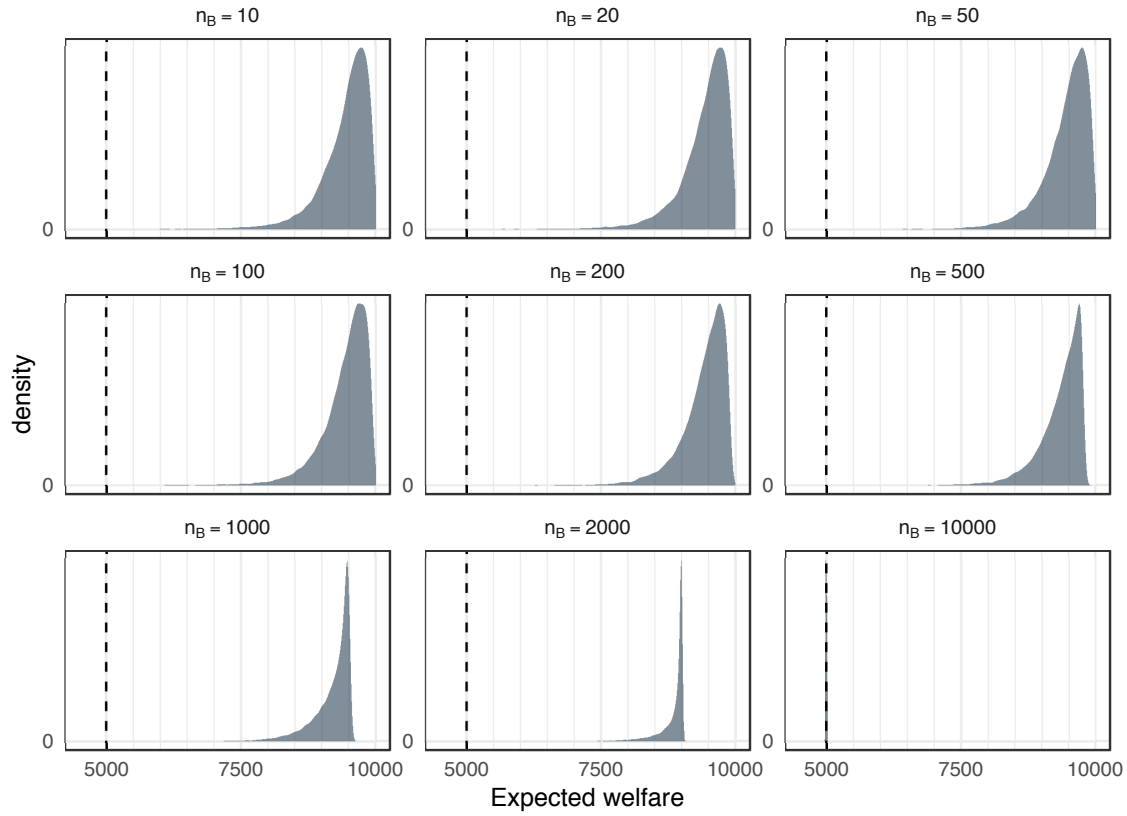 n_B = 10
n_B = 20
n_B = 50
0
0
0
n_B = 100
n_B = 200
n_B = 500
density
0
0
0
n_B = 1000
n_B = 2000
n_B = 10000
0
0
0
5000 7500 10000
5000 7500 10000
5000 7500 10000
Expected welfare